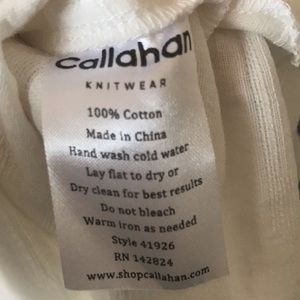 Callahan
KNITWEAR
100% Cotton
Made in China
Hand wash cold water
Lay flat to dry or
Dry clean for best results
Do not bleach
Warm iron as needed
Style 41926
RN 142824
www.shopcallahan.com